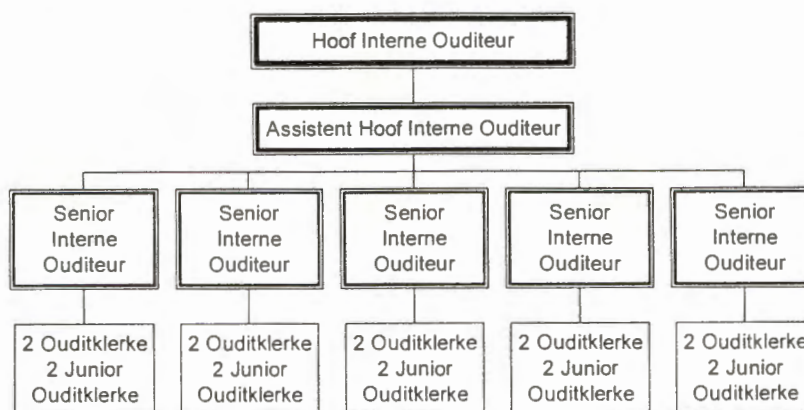 Hoof Interne Ouditeur
Assistent Hoof Interne Ouditeur
Senior
Interne
Ouditeur
Senior
Interne
Ouditeur
Senior
Interne
Ouditeur
Senior
Interne
Ouditeur
Senior
Interne
Ouditeur
2 Ouditklerke
2 Junior
Ouditklerke
2 Ouditklerke
2 Junior
Ouditklerke
2 Ouditklerke
2 Junior
Ouditklerke
2 Ouditklerke
2 Junior
Ouditklerke
2 Ouditklerke
2 Junior
Ouditklerke